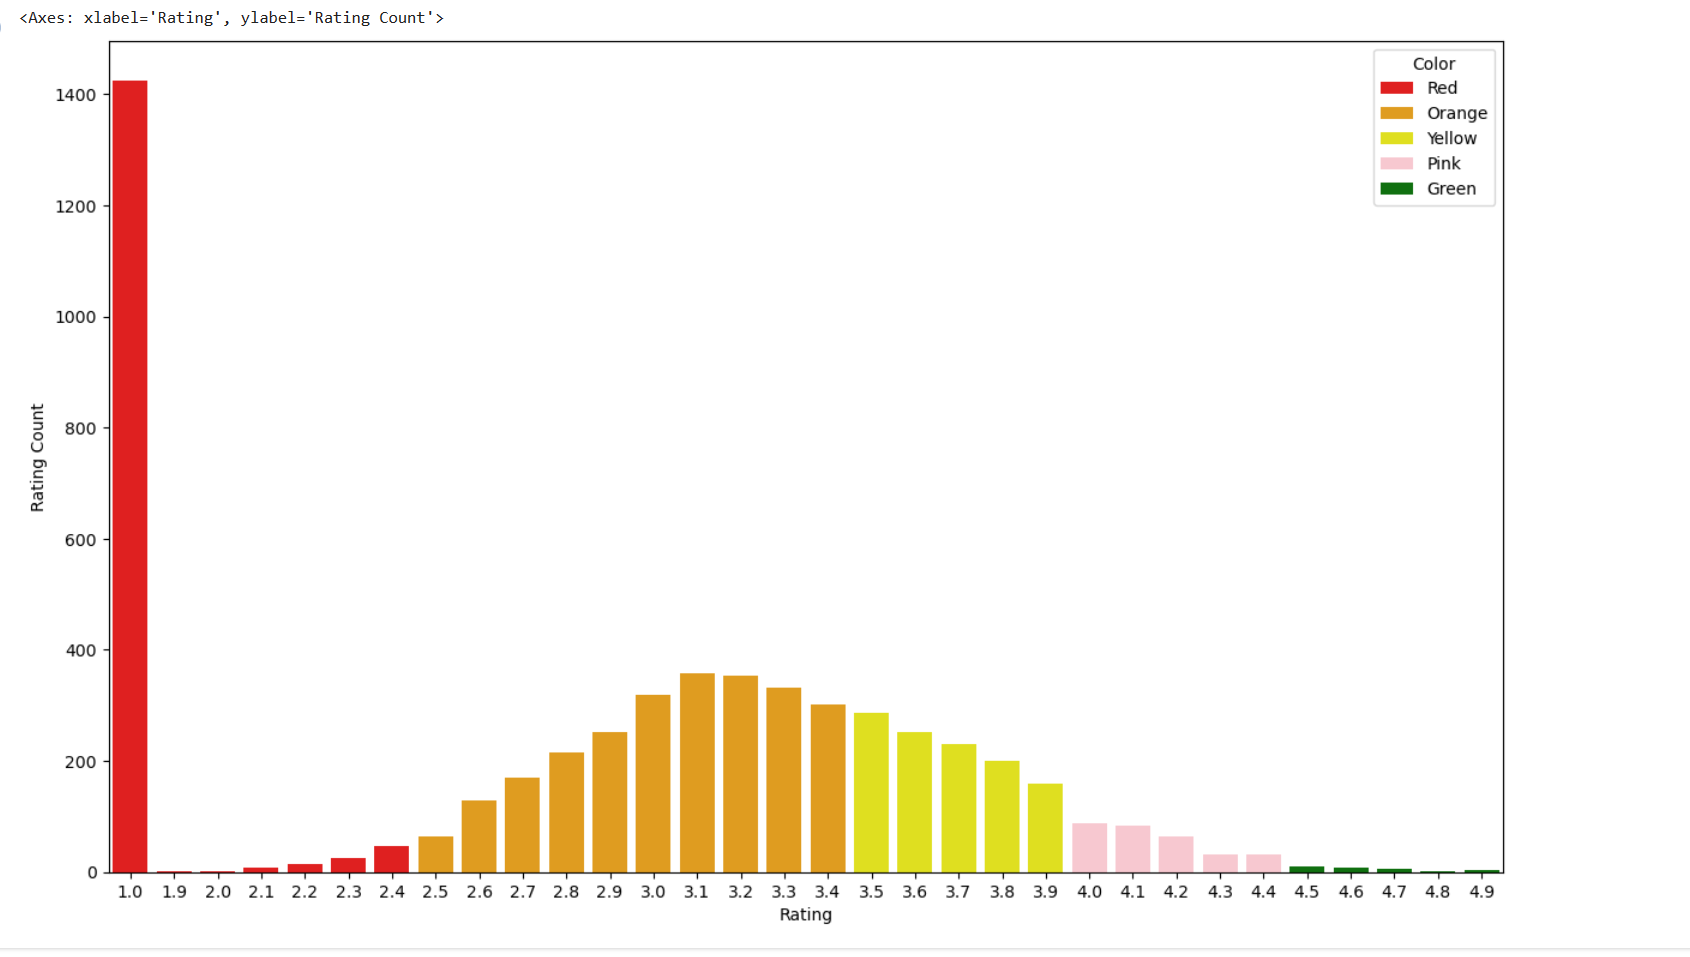 <Axes: xlabel='Rating', ylabel='Rating Count'>
Color
Red
Orange
Yellow
Pink
Green
1400
1200
1000
800
600
400
200
0
Rating Count
1.0 1.9 2.0 2.1 2.2 2.3 2.4 2.5 2.6 2.7 2.8 2.9 3.0 3.1 3.2 3.3 3.4 3.5 3.6 3.7 3.8 3.9 4.0 4.1 4.2 4.3 4.4 4.5 4.6 4.7 4.8 4.9
Rating